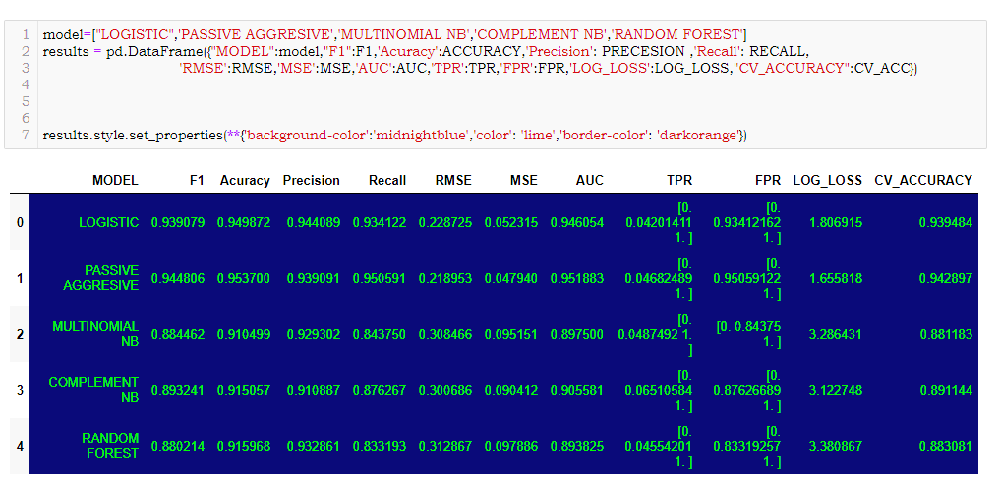 1 model=["LOGISTIC",'PASSIVE AGGRESIVE','MULTINOMIAL NB','COMPLEMENT NB','RANDOM FOREST']
2 results = pd.DataFrame({"MODEL":model,"F1":F1,'Acuracy':ACCURACY,'Precision': PRECESION ,'Recall': RECALL,
3 'RMSE':RMSE,'MSE':MSE,'AUC':AUC,'TPR':TPR,'FPR':FPR,'LOG_LOSS':LOG_LOSS,"CV_ACCURACY":CV_ACC})
4
5
6
7 results.style.set_properties(**{'background-color':'midnightblue','color': 'lime','border-color': 'darkorange'})
MODEL F1 Acuracy Precision Recall RMSE MSE AUC TPR FPR LOG_LOSS CV_ACCURACY
[0. [0.
0 LOGISTIC 0.939079 0.949872 0.944089 0.934122 0.228725 0.052315 0.946054 0.04201411 0.93412162 1.806915 0.939484
1. ] 1. ]
PASSIVE [0. [0.
1 AGGRESIVE 0.944806 0.953700 0.939091 0.950591 0.218953 0.047940 0.951883 0.04682489 0.95059122 1.655818 0.942897
1. ] 1. ]
MULTINOMIAL [0. [0. 0.84375
2 NB 0.884462 0.910499 0.929302 0.843750 0.308466 0.095151 0.897500 0.0487492 1. 1. ] 3.286431 0.881183
]
COMPLEMENT [0. [0.
3 NB 0.893241 0.915057 0.910887 0.876267 0.300686 0.090412 0.905581 0.06510584 0.87626689 3.122748 0.891144
1. ] 1. ]
RANDOM [0. [0.
4 FOREST 0.880214 0.915968 0.932861 0.833193 0.312867 0.097886 0.893825 0.04554201 0.83319257 3.380867 0.883081
1. ] 1. ]